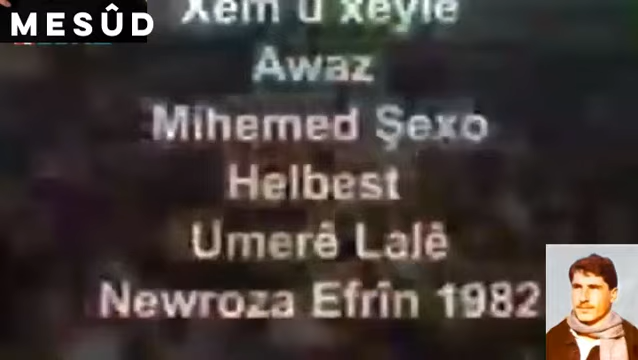 MESÛD
Xem û xeyle
Awaz
Mihemed Şexo
Helbest
Umerê Lalê
Newroza Efrîn 1982